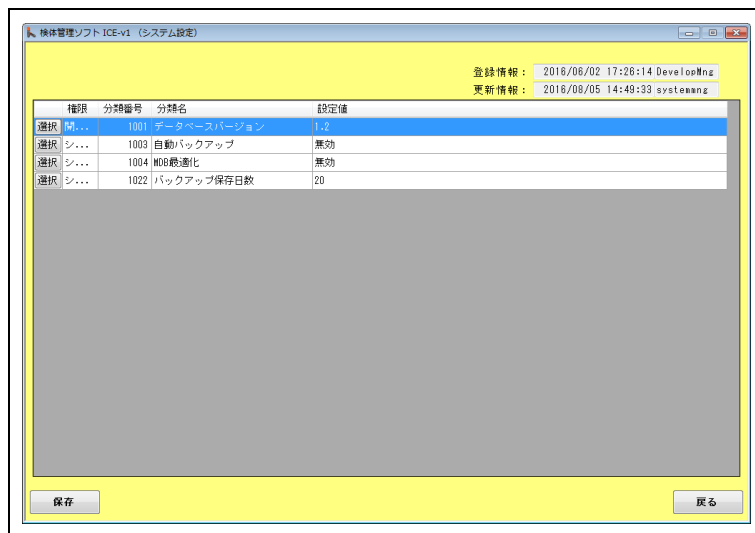 検体管理ソフト ICE-v1 （システム設定）
登録情報： 2016/06/02 17:26:14 DevelopMng
更新情報： 2016/08/05 14:49:33 systemmng
権限 分類番号 分類名 設定値
選択 開... 1001 データベースバージョン 1.2
選択 シ... 1003 自動バックアップ 無効
選択 シ... 1004 MDB最適化 無効
選択 シ... 1022 バックアップ保存日数 20
保存 戻る